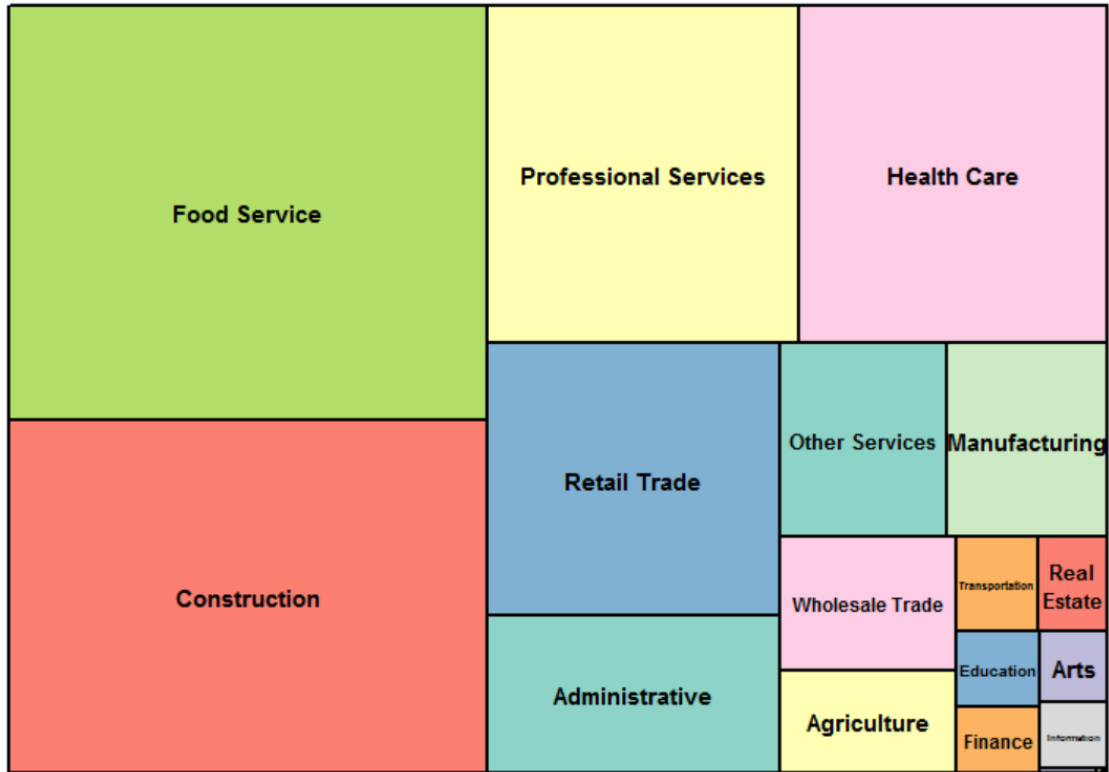 Food Service
Professional Services
Health Care
Construction
Retail Trade
Other Services
Manufacturing
Administrative
Wholesale Trade
Transportation
Real
Estate
Agriculture
Education
Arts
Finance
Information